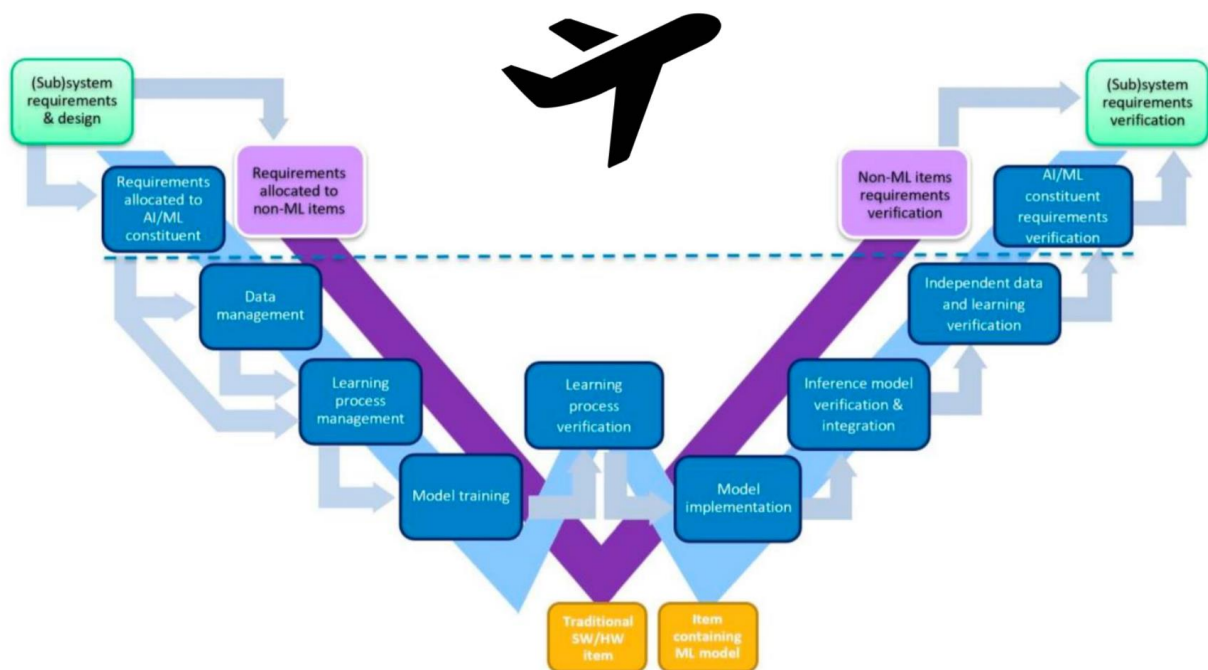 (Sub)system
requirements
& design
(Sub)system
requirements
verification
Requirements
allocated to
non-ML items
Non-ML items
requirements
verification
Requirements
allocated to
AI/ML
constituent
AI/ML
constituent
requirements
verification
Data
management
Independent data
and learning
verification
Learning
process
management
Learning
process
verification
Inference model
verification &
integration
Model training
Model
implementation
Traditional
SW/HW
item
Item
containing
ML model